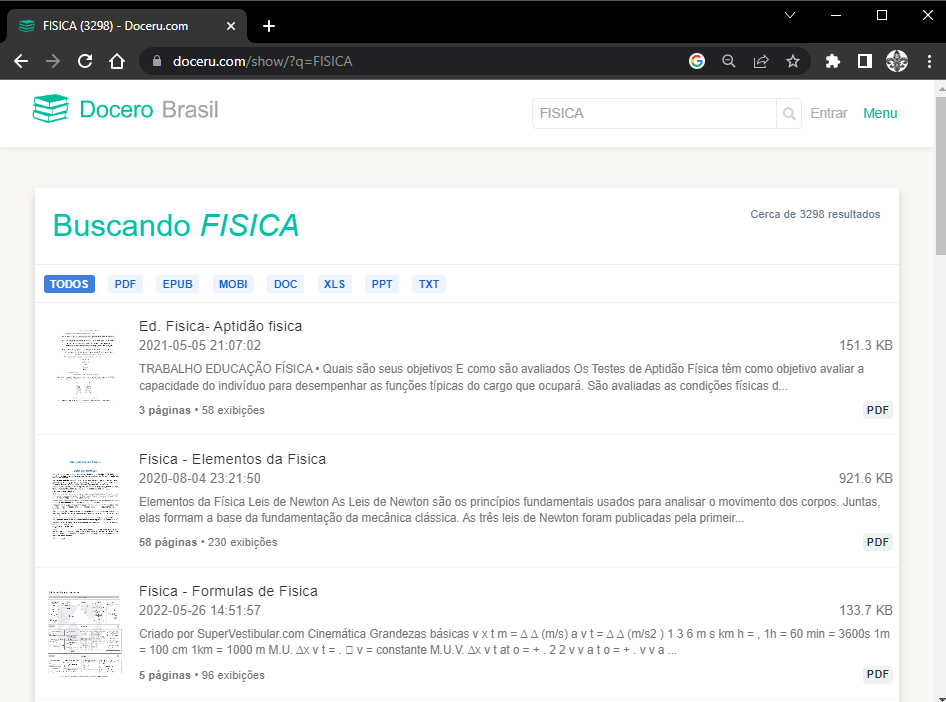 FISICA (3298) - Doceru.com
doceru.com/show/?q=FISICA
Docero Brasil
FISICA
Entrar
Menu
Buscando FISICA
Cerca de 3298 resultados
TODOS PDF EPUB MOBI DOC XLS PPT TXT
Ed. Fisica- Aptidão fisica
2021-05-05 21:07:02
151.3 KB
TRABALHO EDUCAÇÃO FÍSICA • Quais são seus objetivos E como são avaliados Os Testes de Aptidão Física têm como objetivo avaliar a
capacidade do indivíduo para desempenhar as funções típicas do cargo que ocupará. São avaliadas as condições físicas d...
3 páginas • 58 exibições
PDF
Fisica - Elementos da Fisica
2020-08-04 23:21:50
921.6 KB
Elementos da Física Leis de Newton As Leis de Newton são os princípios fundamentais usados para analisar o movimento dos corpos. Juntas,
elas formam a base da fundamentação da mecânica clássica. As três leis de Newton foram publicadas pela primeir...
58 páginas • 230 exibições
PDF
Fisica - Formulas de Fisica
2022-05-26 14:51:57
133.7 KB
Criado por SuperVestibular.com Cinemática Grandezas básicas v x t m = Δ Δ (m/s) a v t = Δ Δ (m/s2 ) 1 3 6 m s km h = , 1h = 60 min = 3600s 1m
= 100 cm 1km = 1000 m M.U. Δx v t = . v = constante M.U.V. Δx v t at o = + . 2 2 v v a t o = + . v v a ...
5 páginas • 96 exibições
PDF